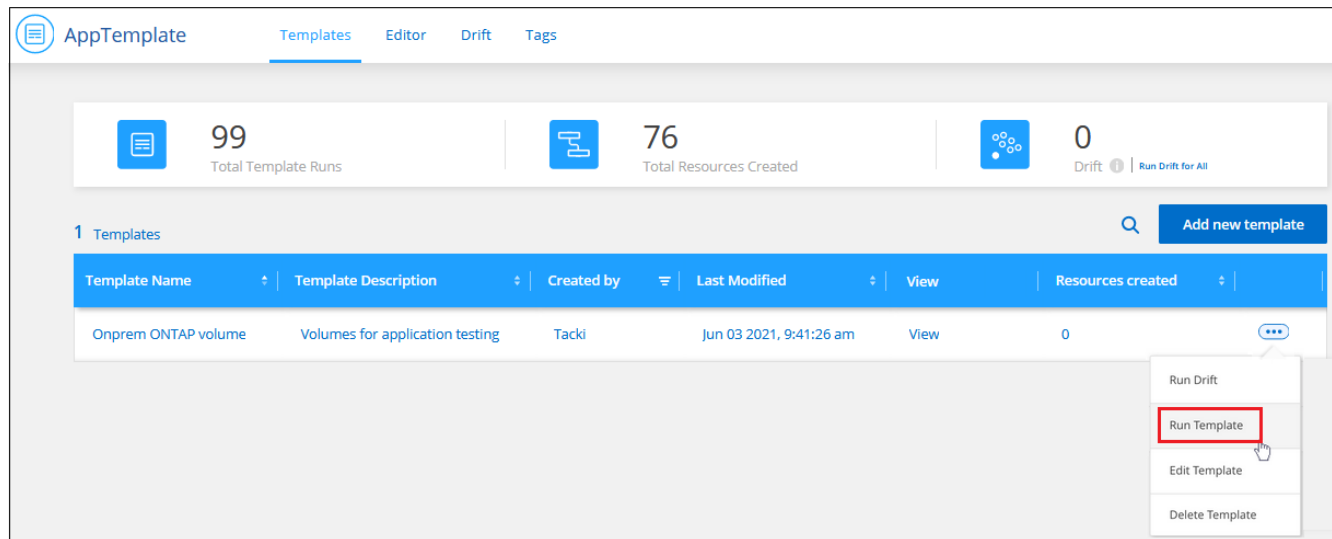 AppTemplate Templates Editor Drift Tags
99 76 0
Total Template Runs Total Resources Created Drift Run Drift for All
1 Templates Add new template
Template Name Template Description Created by Last Modified View Resources created
Onprem ONTAP volume Volumes for application testing Tacki Jun 03 2021, 9:41:26 am View 0
Run Drift
Run Template
Edit Template
Delete Template